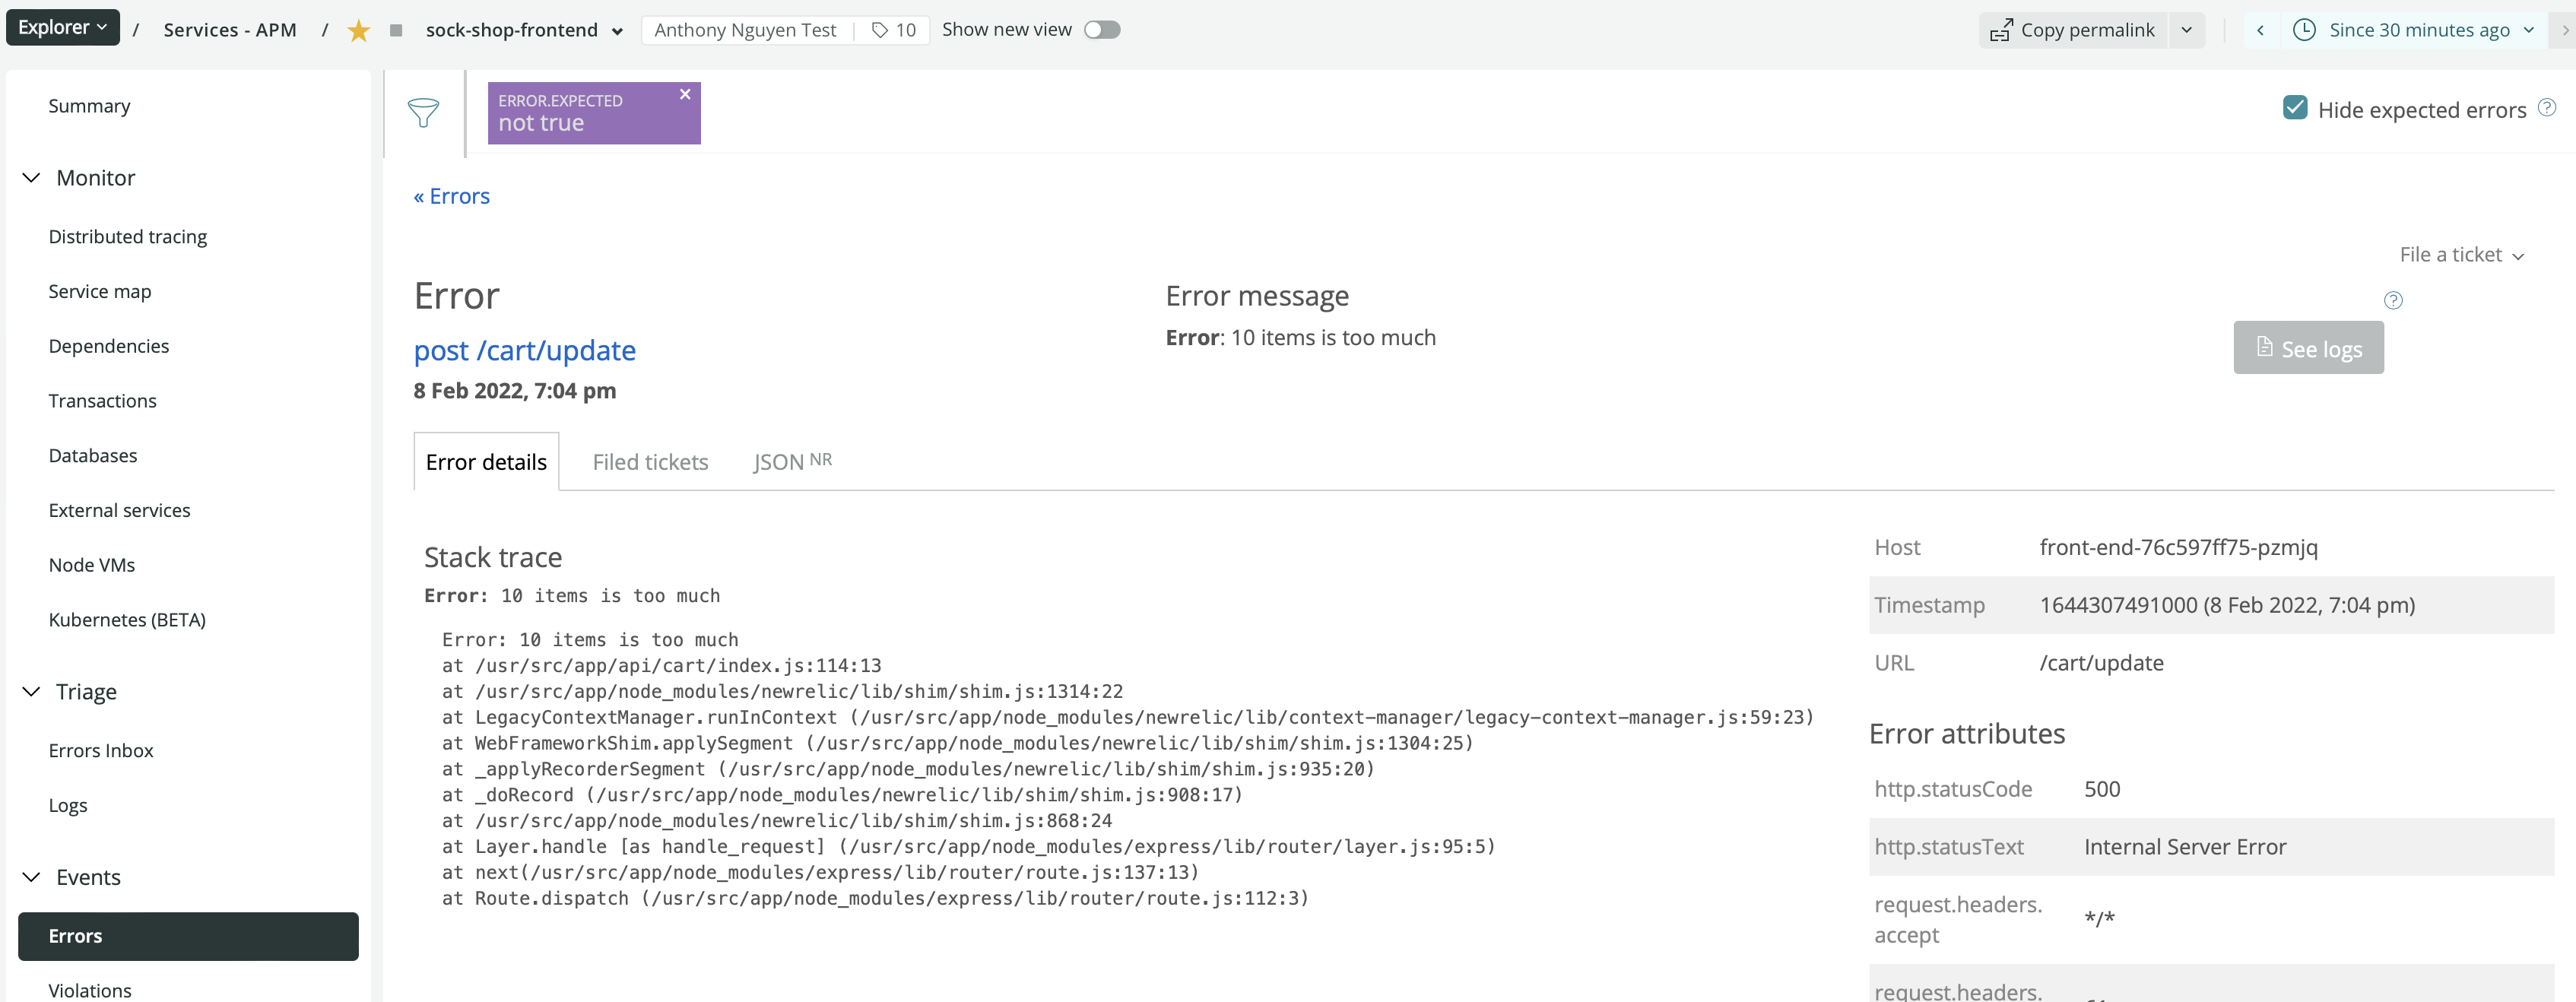 Explorer / Services - APM / sock-shop-frontend Anthony Nguyen Test 10 Show new view Copy permalink Since 30 minutes ago
Summary
Monitor
Distributed tracing
Service map
Dependencies
Transactions
Databases
External services
Node VMs
Kubernetes (BETA)
Triage
Errors Inbox
Logs
Events
Errors
Violations
ERROR.EXPECTED
not true
Hide expected errors
« Errors
File a ticket
Error
post /cart/update
8 Feb 2022, 7:04 pm
Error message
Error: 10 items is too much
See logs
Error details Filed tickets JSON NR
Stack trace
Error: 10 items is too much
Error: 10 items is too much
at /usr/src/app/api/cart/index.js:114:13
at /usr/src/app/node_modules/newrelic/lib/shim/shim.js:1314:22
at LegacyContextManager.runInContext (/usr/src/app/node_modules/newrelic/lib/context-manager/legacy-context-manager.js:59:23)
at WebFrameworkShim.applySegment (/usr/src/app/node_modules/newrelic/lib/shim/shim.js:1304:25)
at _applyRecorderSegment (/usr/src/app/node_modules/newrelic/lib/shim/shim.js:935:20)
at _doRecord (/usr/src/app/node_modules/newrelic/lib/shim/shim.js:908:17)
at /usr/src/app/node_modules/newrelic/lib/shim/shim.js:868:24
at Layer.handle [as handle_request] (/usr/src/app/node_modules/express/lib/router/layer.js:95:5)
at next(/usr/src/app/node_modules/express/lib/router/route.js:137:13)
at Route.dispatch (/usr/src/app/node_modules/express/lib/router/route.js:112:3)
Host front-end-76c597ff75-pzmjq
Timestamp 1644307491000 (8 Feb 2022, 7:04 pm)
URL /cart/update
Error attributes
http.statusCode 500
http.statusText Internal Server Error
request.headers.
accept */*
request.headers.